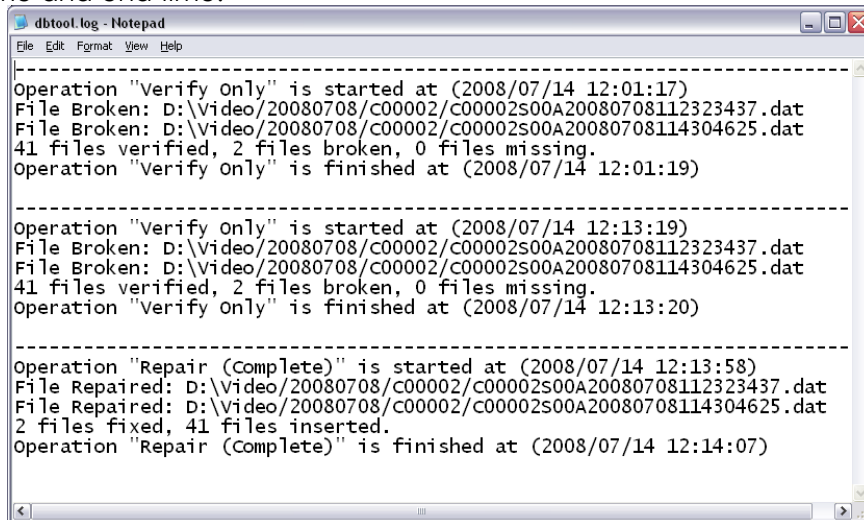 dbtool.log - Notepad
File Edit Format View Help
--------------------------------------------------------------------------------
Operation "Verify Only" is started at (2008/07/14 12:01:17)
File Broken: D:\Video/20080708/C00002/C00002S00A20080708112323437.dat
File Broken: D:\Video/20080708/C00002/C00002S00A20080708114304625.dat
41 files verified, 2 files broken, 0 files missing.
Operation "Verify Only" is finished at (2008/07/14 12:01:19)
--------------------------------------------------------------------------------
Operation "Verify Only" is started at (2008/07/14 12:13:19)
File Broken: D:\Video/20080708/C00002/C00002S00A20080708112323437.dat
File Broken: D:\Video/20080708/C00002/C00002S00A20080708114304625.dat
41 files verified, 2 files broken, 0 files missing.
Operation "Verify Only" is finished at (2008/07/14 12:13:20)
--------------------------------------------------------------------------------
Operation "Repair (Complete)" is started at (2008/07/14 12:13:58)
File Repaired: D:\Video/20080708/C00002/C00002S00A20080708112323437.dat
File Repaired: D:\Video/20080708/C00002/C00002S00A20080708114304625.dat
2 files fixed, 41 files inserted.
Operation "Repair (Complete)" is finished at (2008/07/14 12:14:07)